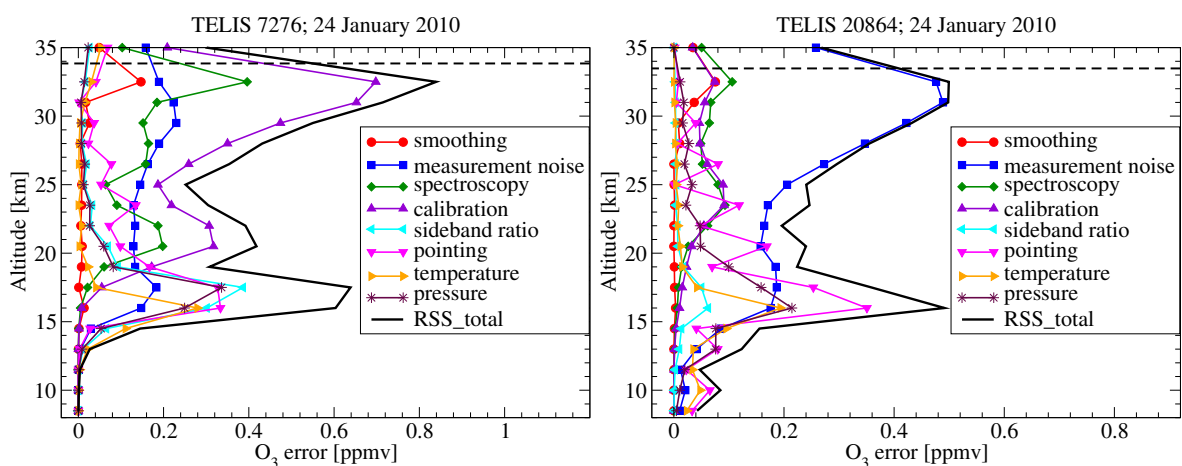 TELIS 7276; 24 January 2010
35
30
25
20
15
10
Altitude [km]
smoothing
measurement noise
spectroscopy
calibration
sideband ratio
pointing
temperature
pressure
RSS_total
0
0.2
0.4
0.6
0.8
1
O3 error [ppmv]
TELIS 20864; 24 January 2010
35
30
25
20
15
10
Altitude [km]
smoothing
measurement noise
spectroscopy
calibration
sideband ratio
pointing
temperature
pressure
RSS_total
0
0.2
0.4
0.6
0.8
O3 error [ppmv]